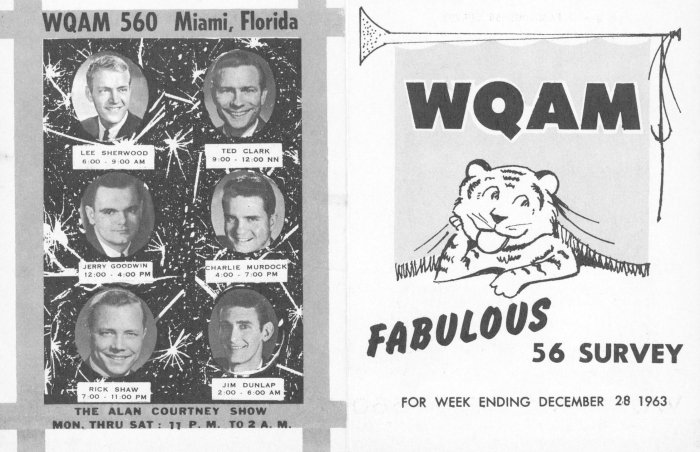 WQAM 560 Miami, Florida
LEE SHERWOOD
6:00 - 9:00 AM
TED CLARK
9:00 - 12:00 NN
JERRY GOODWIN
12:00 - 4:00 PM
CHARLIE MURDOCK
4:00 - 7:00 PM
RICK SHAW
7:00 - 11:00 PM
JIM DUNLAP
2:00 - 6:00 AM
THE ALAN COURTNEY SHOW
MON. THRU SAT : 11 P. M. TO 2 A. M.
WQAM
FABULOUS
56 SURVEY
FOR WEEK ENDING DECEMBER 28 1963